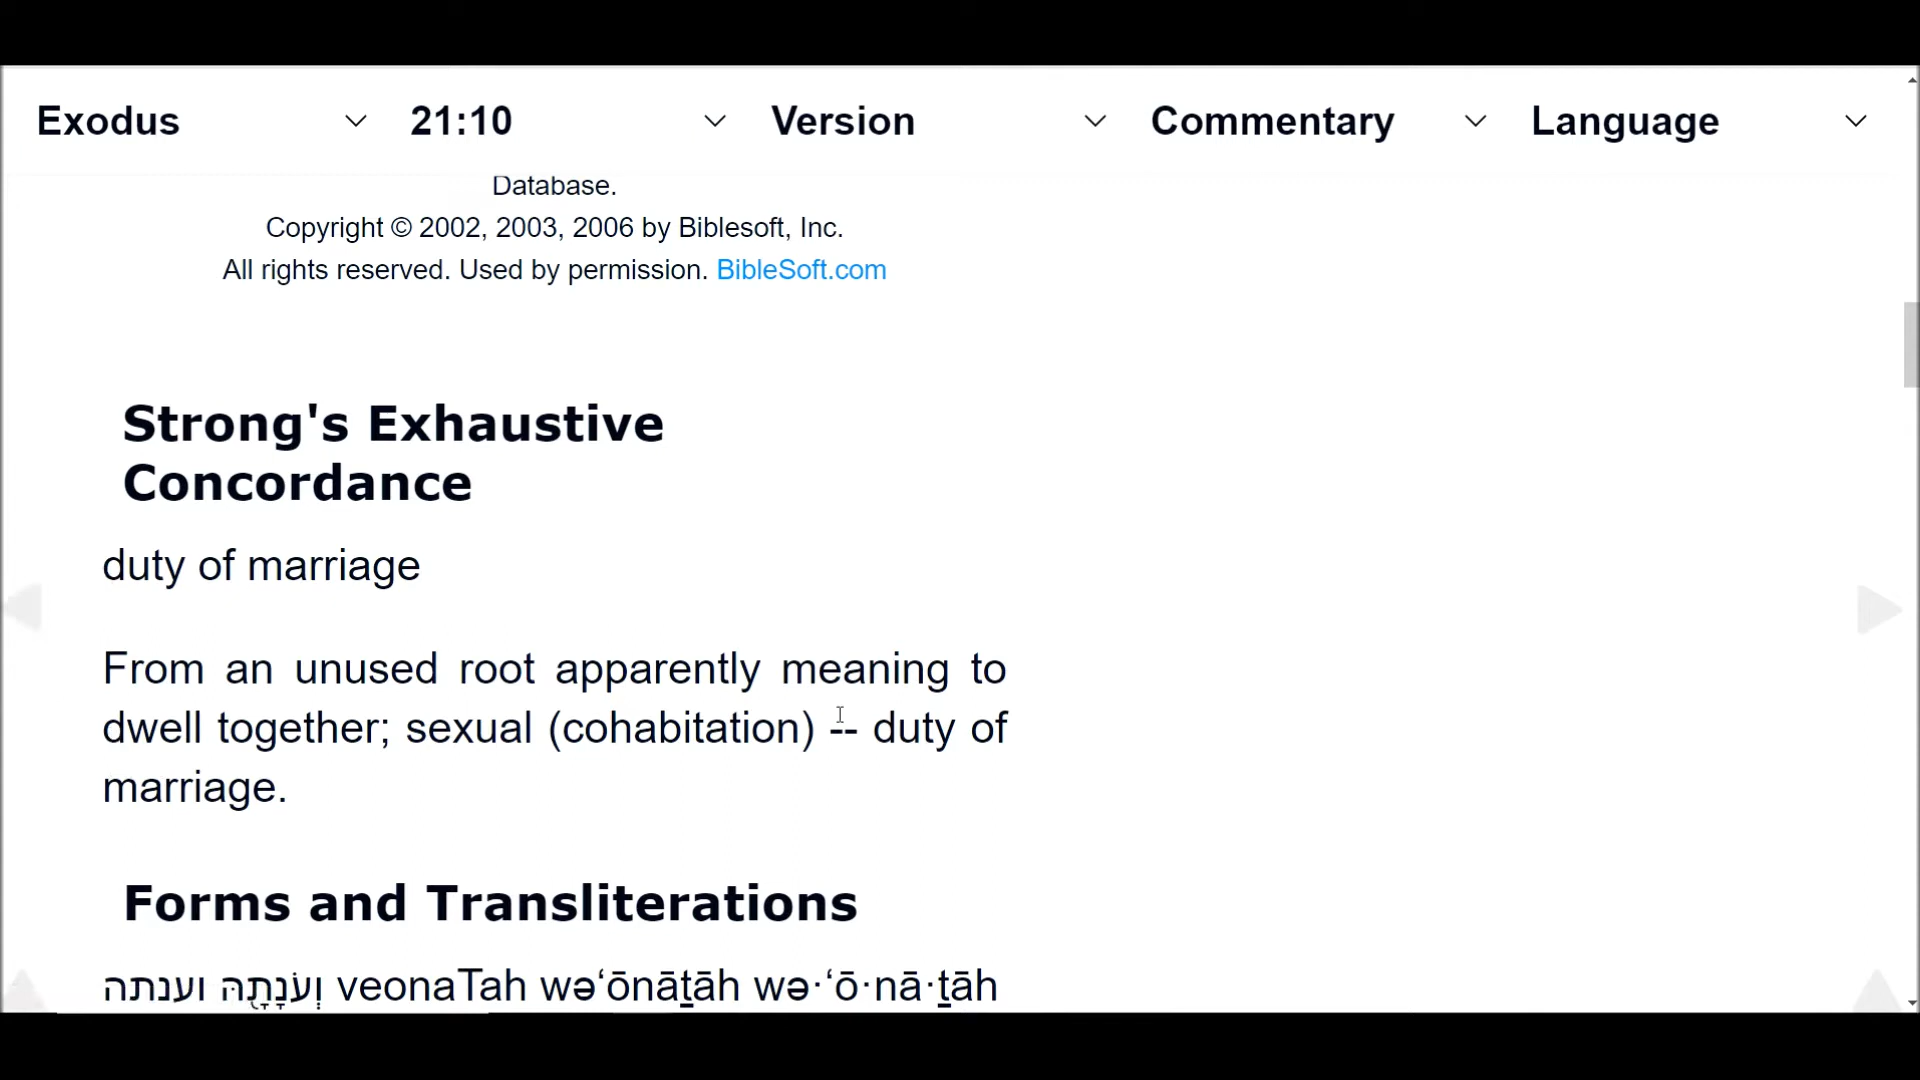 Exodus 21:10 Version Commentary Language
Database.
Copyright © 2002, 2003, 2006 by Biblesoft, Inc.
All rights reserved. Used by permission. BibleSoft.com
Strong's Exhaustive
Concordance
duty of marriage
From an unused root apparently meaning to
dwell together; sexual (cohabitation) -- duty of
marriage.
Forms and Transliterations
וְעֹנָתָ֖הּ וענתה veonaTah wə‘ōnāṯāh wə·‘ō·nā·ṯāh